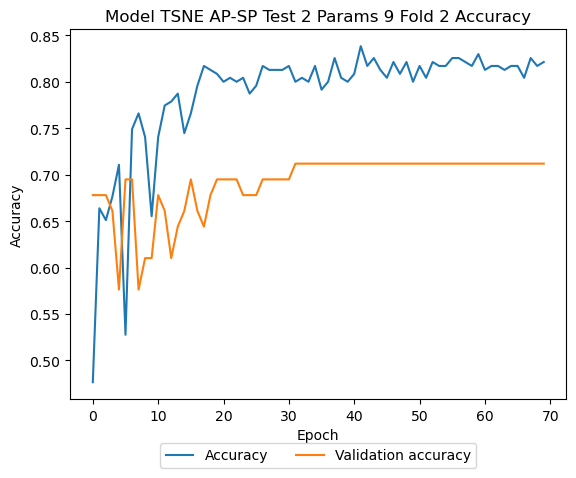 Model TSNE AP-SP Test 2 Params 9 Fold 2 Accuracy
0.85
0.80
0.75
0.70
0.65
0.60
0.55
0.50
Accuracy
0 10 20 30 40 50 60 70
Epoch
Accuracy Validation accuracy